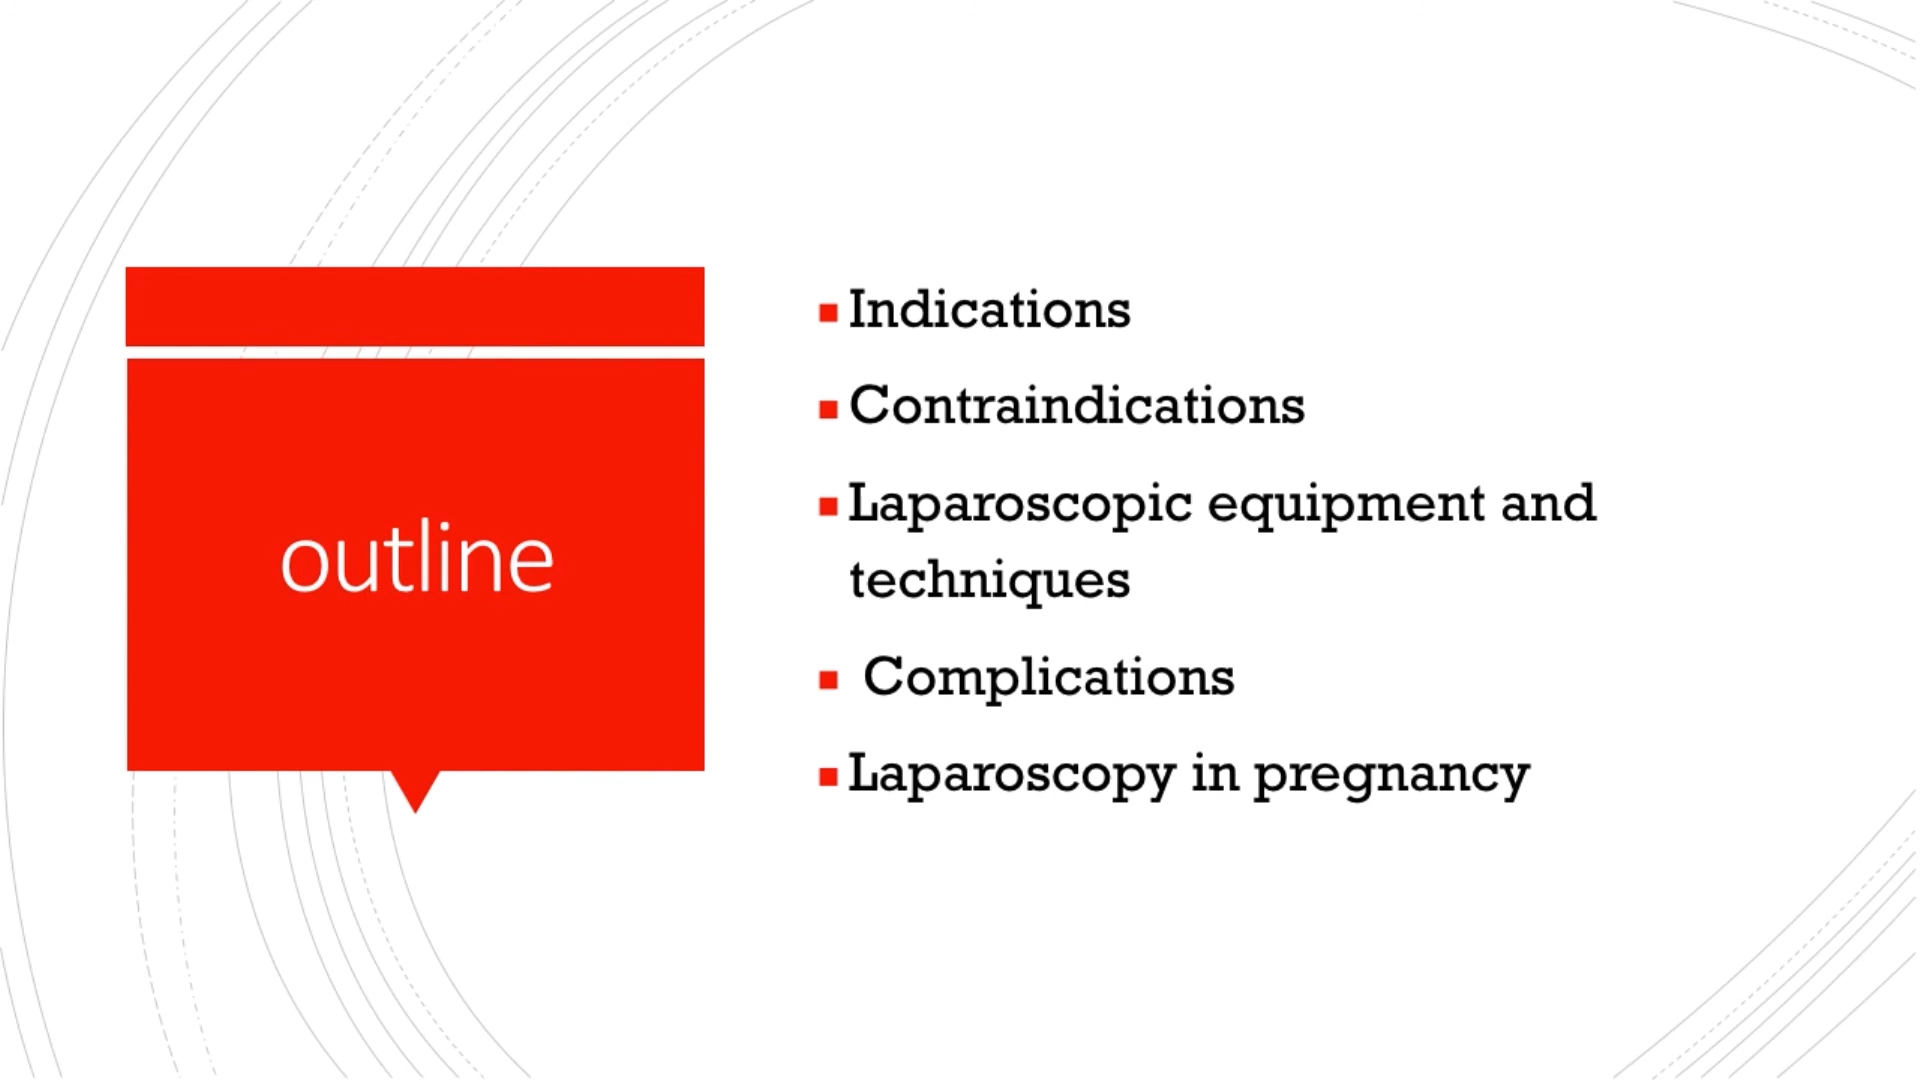 outline
Indications
Contraindications
Laparoscopic equipment and
techniques
Complications
Laparoscopy in pregnancy